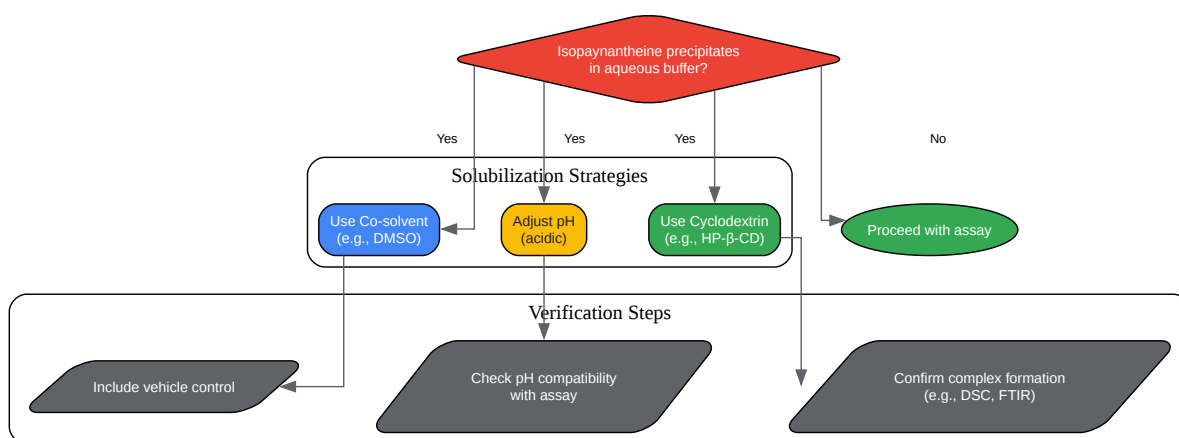 Isopaynantheine precipitates
in aqueous buffer?
Yes
Yes
Yes
No
Solubilization Strategies
Use Co-solvent
(e.g., DMSO)
Adjust pH
(acidic)
Use Cyclodextrin
(e.g., HP-β-CD)
Proceed with assay
Verification Steps
Include vehicle control
Check pH compatibility
with assay
Confirm complex formation
(e.g., DSC, FTIR)